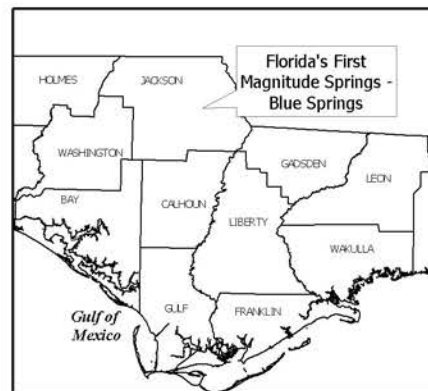 Florida's First
Magnitude Springs -
Blue Springs
HOLMES
JACKSON
WASHINGTON
GADSDEN
LEON
BAY
CALHOUN
LIBERTY
WAKULLA
GULF
FRANKLIN
Gulf of
Mexico